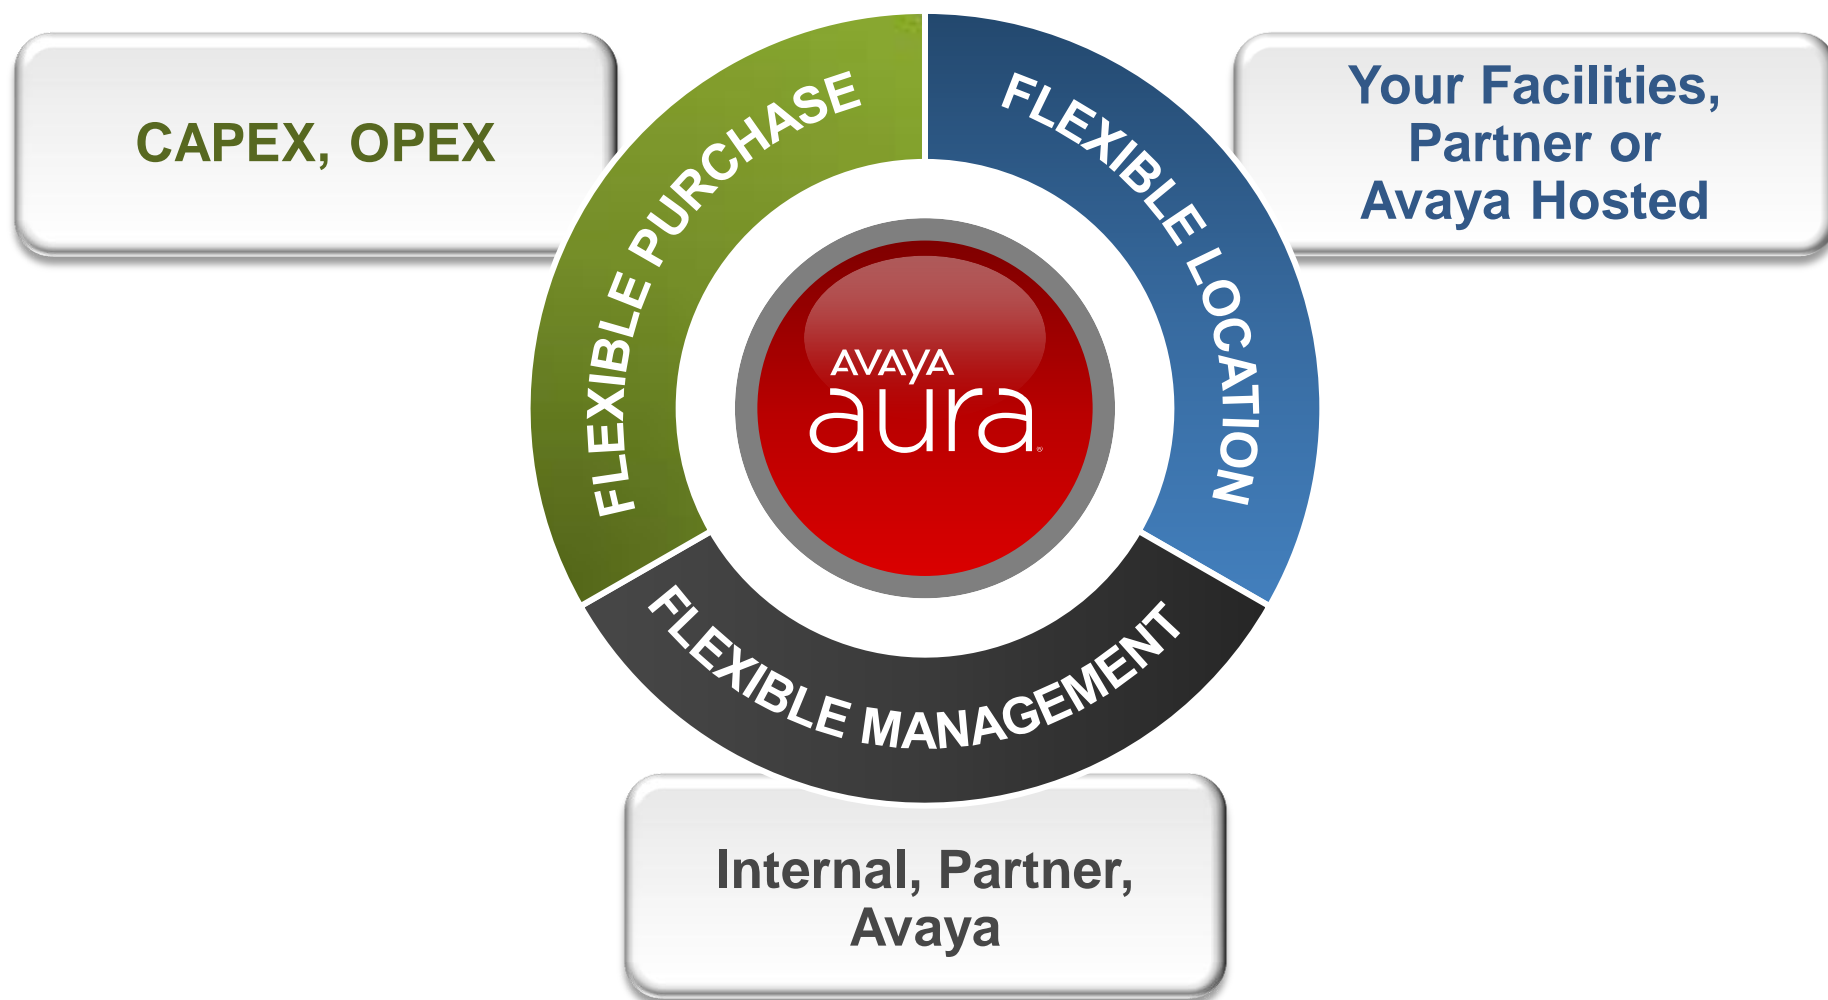 CAPEX, OPEX
FLEXIBLE PURCHASE
FLEXIBLE LOCATION
Your Facilities,
Partner or
Avaya Hosted
AVAYA
aura®
FLEXIBLE MANAGEMENT
Internal, Partner,
Avaya